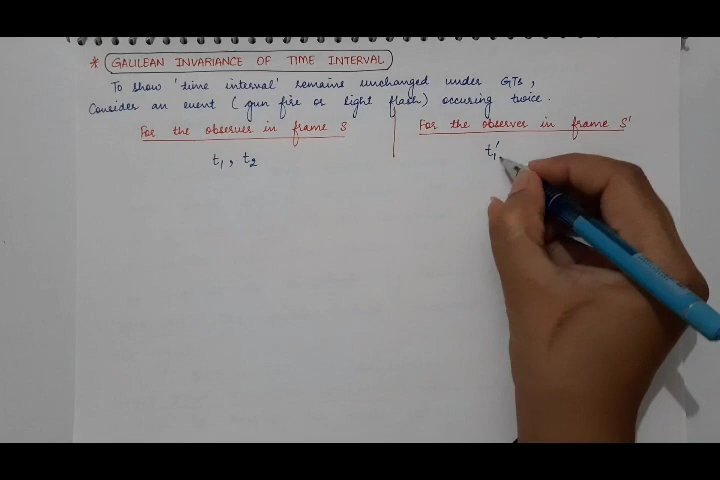 * GALILEAN INVARIANCE OF TIME INTERVAL
To show 'time interval' remains unchanged under GTs,
Consider an event (gun fire or light flash) occuring twice.
For the observer in frame S
For the observer in frame S'
t₁, t₂
t₁',